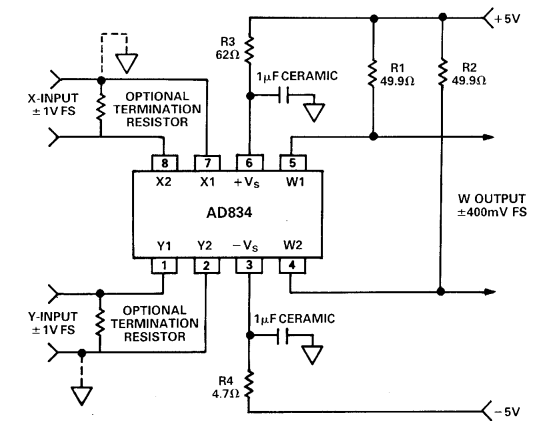 +5V
R3
62Ω
R1
49.9Ω
R2
49.9Ω
1μF CERAMIC
X-INPUT
± 1V FS
OPTIONAL
TERMINATION
RESISTOR
8
7
6
5
X2
X1
+VS
W1
AD834
W OUTPUT
±400mV FS
Y1
Y2
−VS
W2
1
2
3
4
Y-INPUT
± 1V FS
OPTIONAL
TERMINATION
RESISTOR
1μF CERAMIC
R4
4.7Ω
−5V